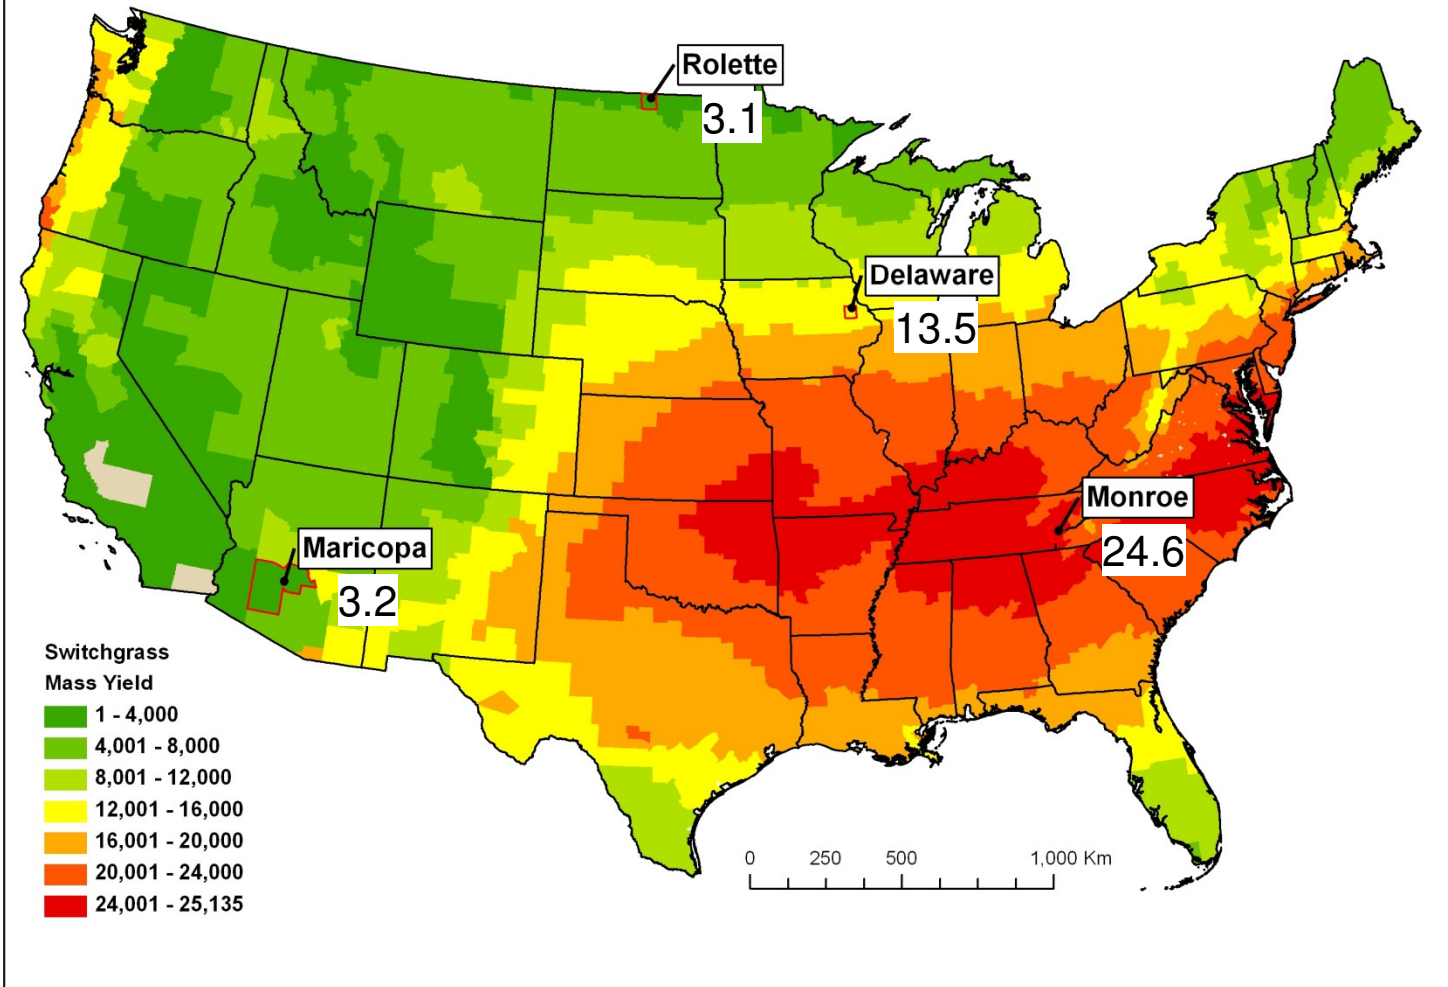 Rolette
3.1
Delaware
13.5
Monroe
24.6
Maricopa
3.2
Switchgrass
Mass Yield
1 - 4,000
4,001 - 8,000
8,001 - 12,000
12,001 - 16,000
16,001 - 20,000
20,001 - 24,000
24,001 - 25,135
0 250 500 1,000 Km